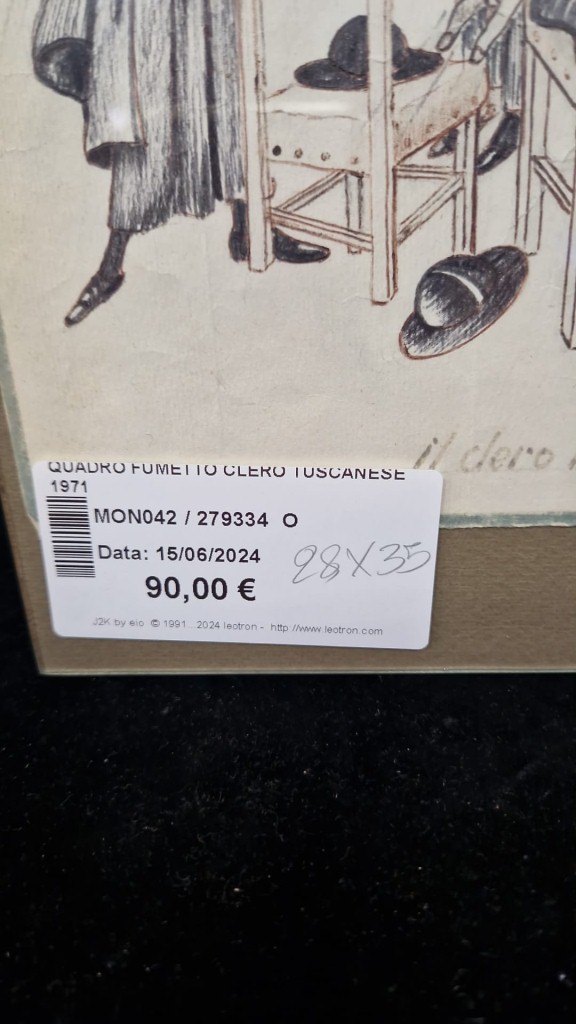 il clero
QUADRO FUMETTO CLERO TUSCANESE
1971
MON042 / 279334 O
Data: 15/06/2024
28X35
90,00 €
J2K by eio © 1991...2024 leotron - http://www.leotron.com